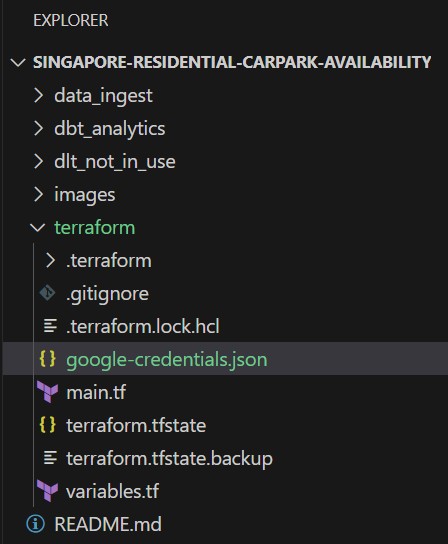 EXPLORER
SINGAPORE-RESIDENTIAL-CARPARK-AVAILABILITY
data_ingest
dbt_analytics
dlt_not_in_use
images
terraform
.terraform
.gitignore
.terraform.lock.hcl
{} google-credentials.json
main.tf
{} terraform.tfstate
terraform.tfstate.backup
variables.tf
README.md